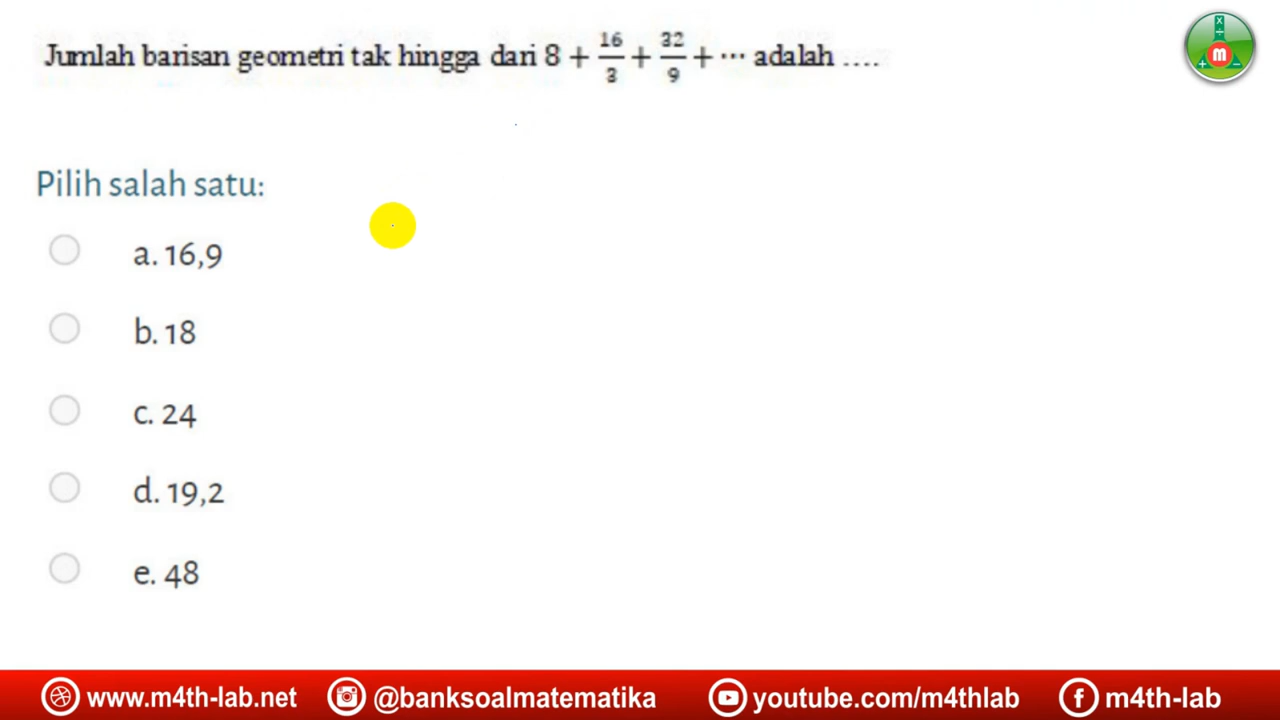 Jumlah barisan geometri tak hingga dari 8 + 16/3 + 32/9 + ⋯ adalah ....
Pilih salah satu:
a. 16,9
b. 18
c. 24
d. 19,2
e. 48
www.m4th-lab.net @banksoalmatematika youtube.com/m4thlab m4th-lab